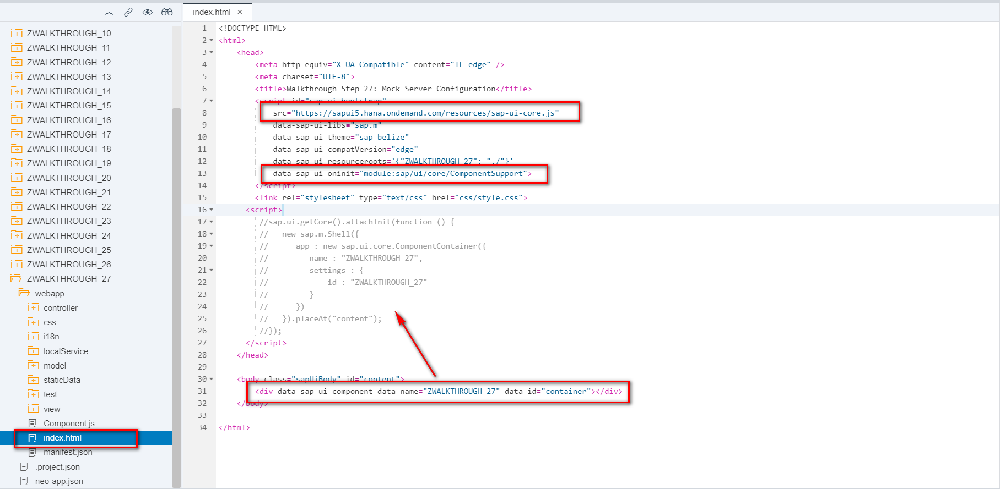 ZWALKTHROUGH_10
ZWALKTHROUGH_11
ZWALKTHROUGH_12
ZWALKTHROUGH_13
ZWALKTHROUGH_14
ZWALKTHROUGH_15
ZWALKTHROUGH_16
ZWALKTHROUGH_17
ZWALKTHROUGH_18
ZWALKTHROUGH_19
ZWALKTHROUGH_20
ZWALKTHROUGH_21
ZWALKTHROUGH_22
ZWALKTHROUGH_23
ZWALKTHROUGH_24
ZWALKTHROUGH_25
ZWALKTHROUGH_26
ZWALKTHROUGH_27
webapp
controller
css
i18n
localService
model
staticData
test
view
Component.js
index.html
manifest.json
.project.json
neo-app.json
index.html ×
1 <!DOCTYPE HTML>
2 <html>
3 <head>
4 <meta http-equiv="X-UA-Compatible" content="IE=edge" />
5 <meta charset="UTF-8">
6 <title>Walkthrough Step 27: Mock Server Configuration</title>
7 <script id="sap-ui-bootstrap"
8 src="https://sapui5.hana.ondemand.com/resources/sap-ui-core.js"
9 data-sap-ui-libs="sap.m"
10 data-sap-ui-theme="sap_belize"
11 data-sap-ui-compatVersion="edge"
12 data-sap-ui-resourceroots='{"ZWALKTHROUGH_27": "./"}'
13 data-sap-ui-oninit="module:sap/ui/core/ComponentSupport">
14 </script>
15 <link rel="stylesheet" type="text/css" href="css/style.css">
16 <script>
17 //sap.ui.getCore().attachInit(function () {
18 // new sap.m.Shell({
19 // app : new sap.ui.core.ComponentContainer({
20 // name : "ZWALKTHROUGH_27",
21 // settings : {
22 // id : "ZWALKTHROUGH_27"
23 // }
24 // })
25 // }).placeAt("content");
26 //});
27 </script>
28 </head>
29
30 <body class="sapUiBody" id="content">
31 <div data-sap-ui-component data-name="ZWALKTHROUGH_27" data-id="container"></div>
32 </body>
33
34 </html>